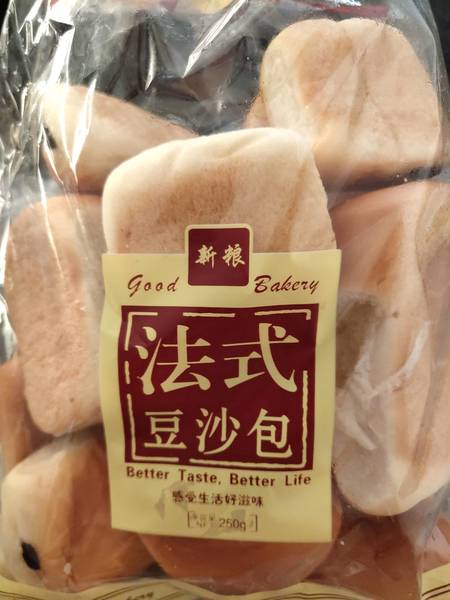 新粮
Good Bakery
法式
豆沙包
Better Taste, Better Life
感受生活好滋味
250g